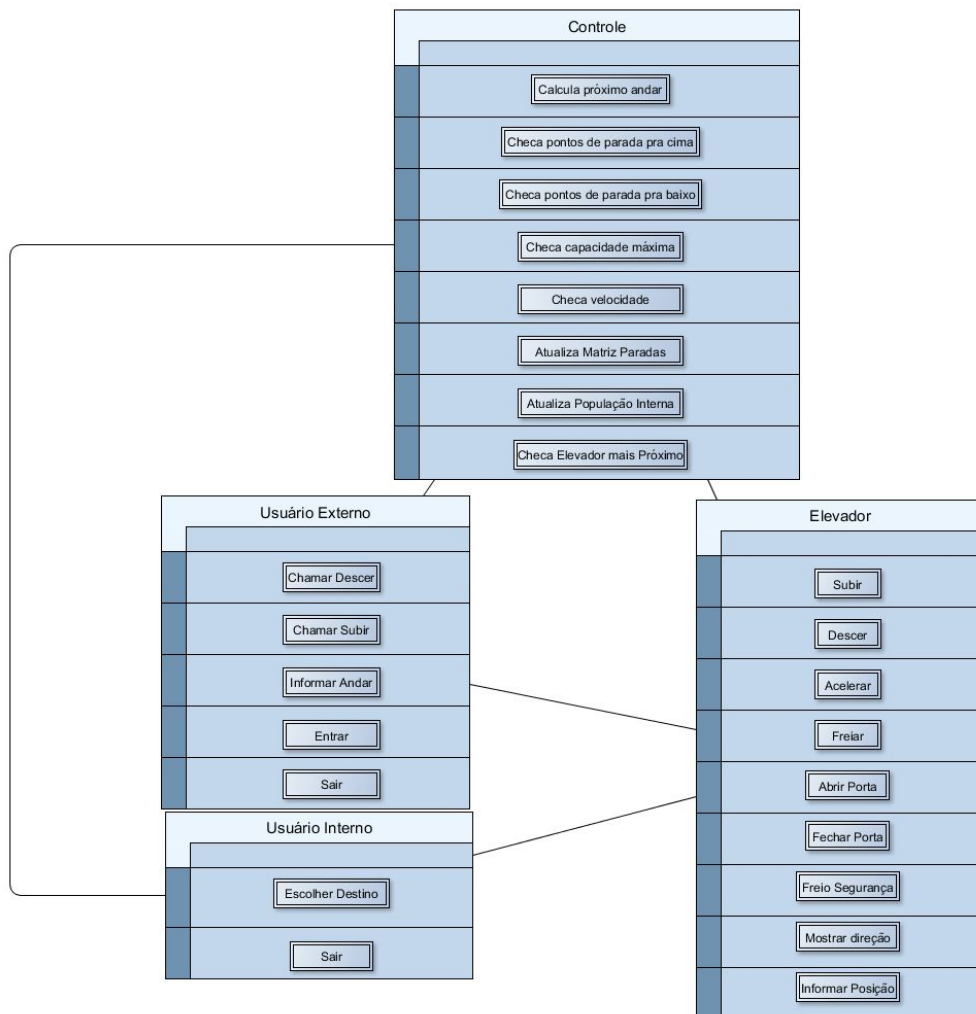 Controle
Calcula próximo andar
Checa pontos de parada pra cima
Checa pontos de parada pra baixo
Checa capacidade máxima
Checa velocidade
Atualiza Matriz Paradas
Atualiza População Interna
Checa Elevador mais Próximo
Usuário Externo
Chamar Descer
Chamar Subir
Informar Andar
Entrar
Sair
Usuário Interno
Escolher Destino
Sair
Elevador
Subir
Descer
Acelerar
Freiar
Abrir Porta
Fechar Porta
Freio Segurança
Mostrar direção
Informar Posição